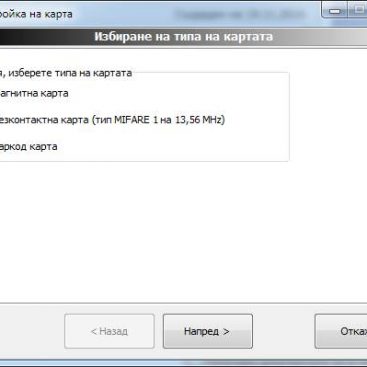 ройка на карта
Избиране на типа на картата
я, изберете типа на картата
агнитна карта
езконтактна карта (тип MIFARE 1 на 13,56 MHz)
аркод карта
< Назад
Напред >
Отка